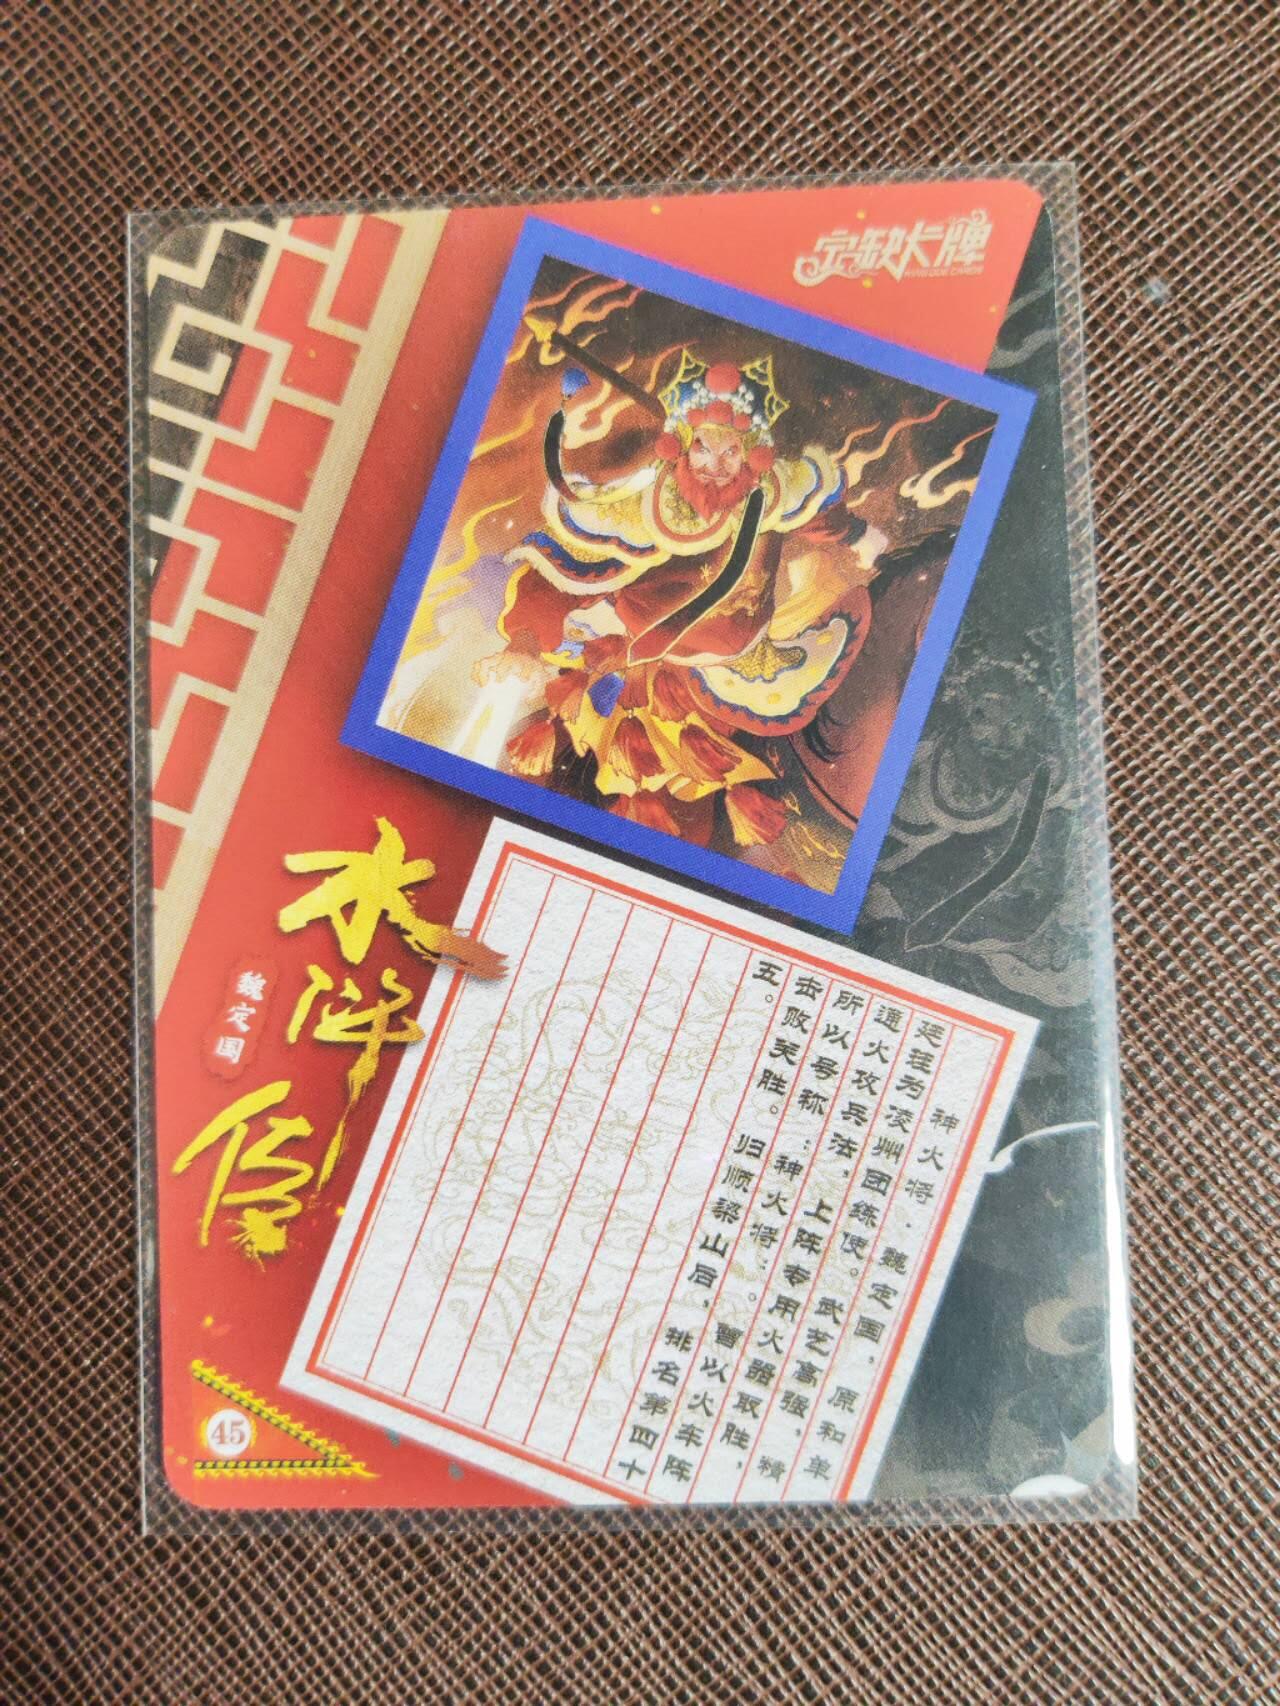 水浒传
魏定国
神火将.魏定国，原和单
廷珪为凌州团练使。武艺高强，精
通火攻兵法，上阵专用火器取胜，
所以号称：神火将：。曾以火车阵
击败关胜。归顺梁山后，排名第四十
五。
45